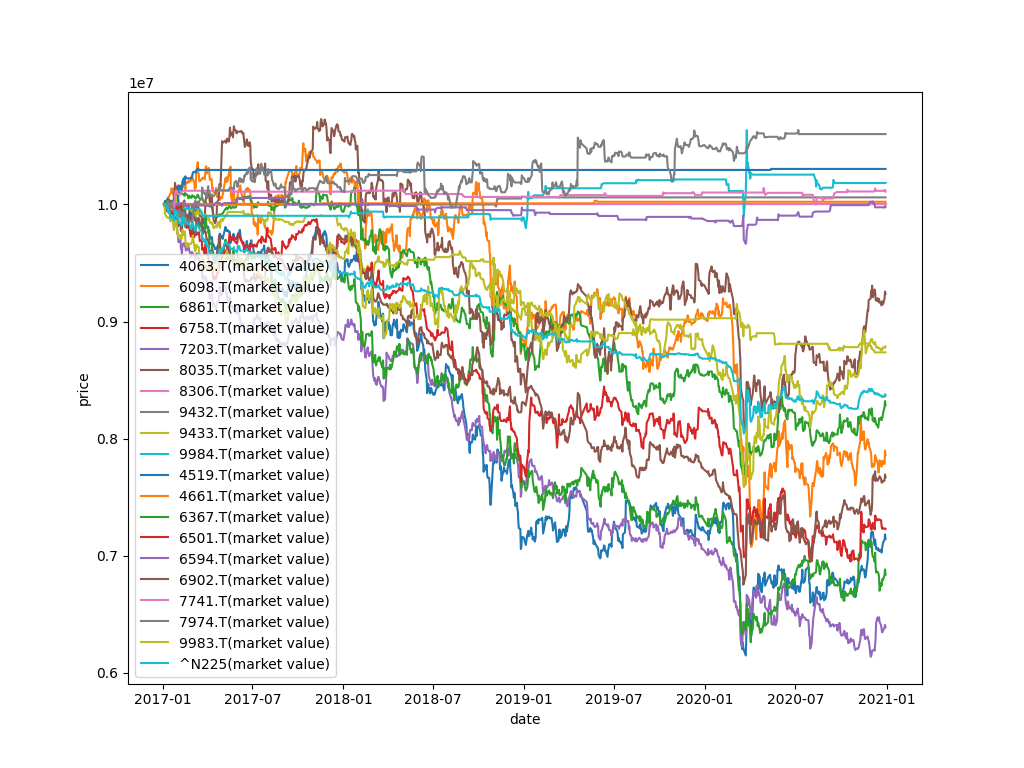 1e7
1.0
0.9
0.8
0.7
0.6
price
4063.T(market value)
6098.T(market value)
6861.T(market value)
6758.T(market value)
7203.T(market value)
8035.T(market value)
8306.T(market value)
9432.T(market value)
9433.T(market value)
9984.T(market value)
4519.T(market value)
4661.T(market value)
6367.T(market value)
6501.T(market value)
6594.T(market value)
6902.T(market value)
7741.T(market value)
7974.T(market value)
9983.T(market value)
^N225(market value)
2017-01 2017-07 2018-01 2018-07 2019-01 2019-07 2020-01 2020-07 2021-01
date